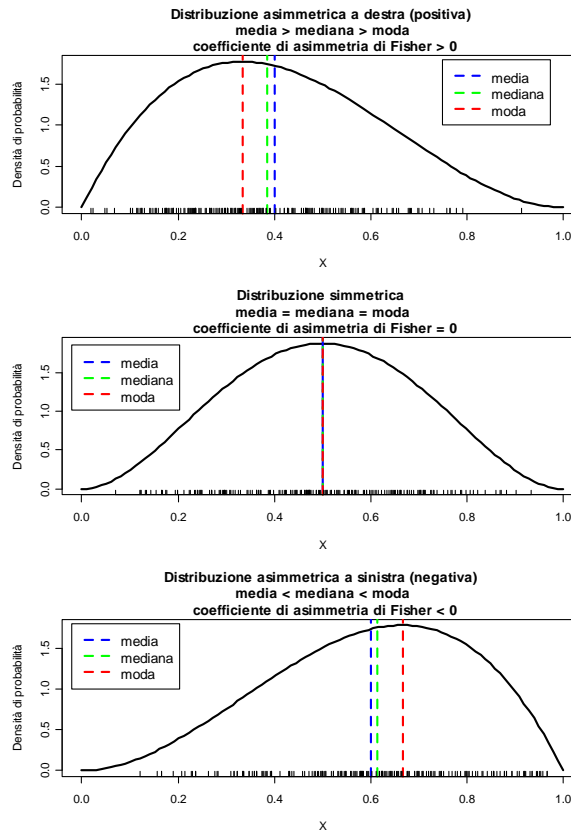 Distribuzione asimmetrica a destra (positiva)
media > mediana > moda
coefficiente di asimmetria di Fisher > 0
Densità di probabilità
0.0 0.5 1.0 1.5
media
mediana
moda
0.0 0.2 0.4 0.6 0.8 1.0
X
Distribuzione simmetrica
media = mediana = moda
coefficiente di asimmetria di Fisher = 0
Densità di probabilità
0.0 0.5 1.0 1.5
media
mediana
moda
0.0 0.2 0.4 0.6 0.8 1.0
X
Distribuzione asimmetrica a sinistra (negativa)
media < mediana < moda
coefficiente di asimmetria di Fisher < 0
Densità di probabilità
0.0 0.5 1.0 1.5
media
mediana
moda
0.0 0.2 0.4 0.6 0.8 1.0
X